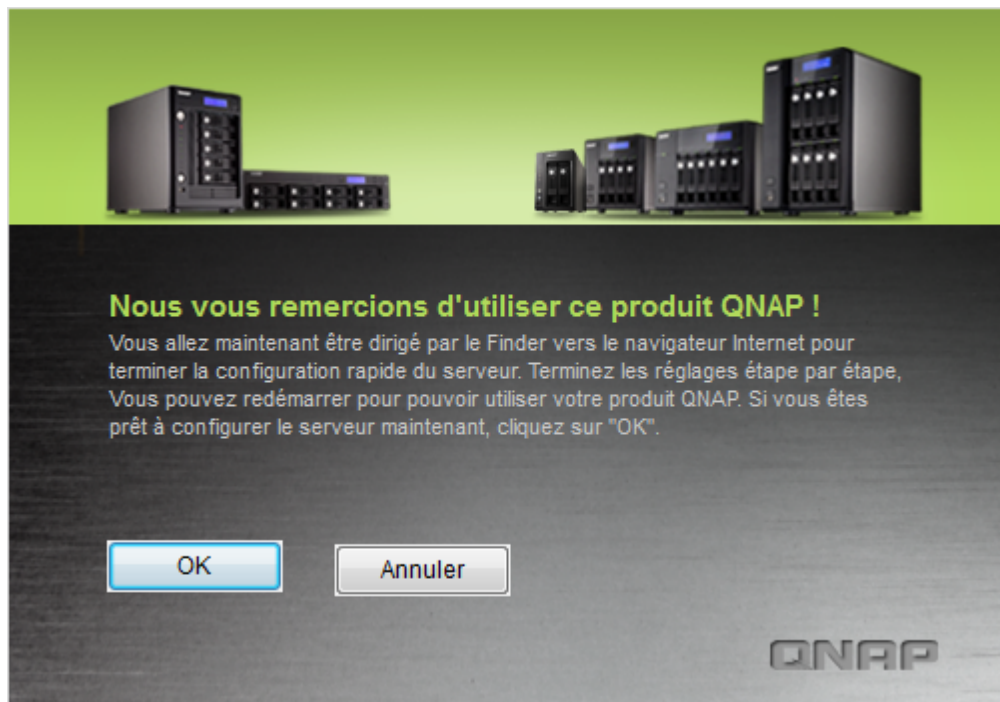 Nous vous remercions d'utiliser ce produit QNAP !
Vous allez maintenant être dirigé par le Finder vers le navigateur Internet pour
terminer la configuration rapide du serveur. Terminez les réglages étape par étape,
Vous pouvez redémarrer pour pouvoir utiliser votre produit QNAP. Si vous êtes
prêt à configurer le serveur maintenant, cliquez sur "OK".
OK
Annuler
QNAP